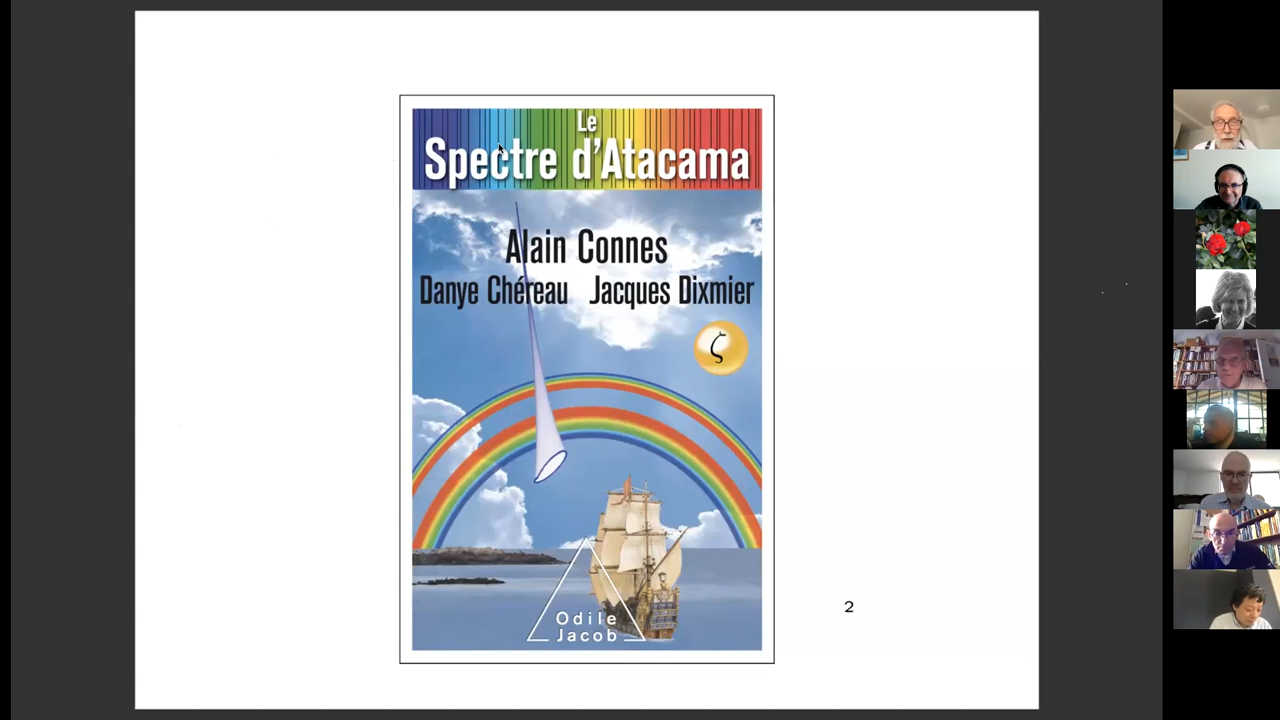 Le
Spectre d'Atacama
Alain Connes
Danye Chéreau Jacques Dixmier
ζ
Odile
Jacob
2